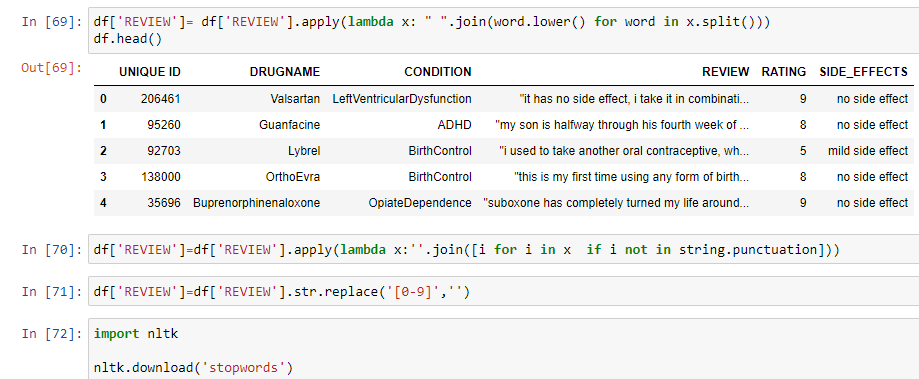 In [69]: df['REVIEW']= df['REVIEW'].apply(lambda x: " ".join(word.lower() for word in x.split()))
df.head()
Out[69]:
UNIQUE ID DRUGNAME CONDITION REVIEW RATING SIDE_EFFECTS
0 206461 Valsartan LeftVentricularDysfunction "it has no side effect, i take it in combinati... 9 no side effect
1 95260 Guanfacine ADHD "my son is halfway through his fourth week of ... 8 no side effect
2 92703 Lybrel BirthControl "i used to take another oral contraceptive, wh... 5 mild side effect
3 138000 OrthoEvra BirthControl "this is my first time using any form of birth... 8 no side effect
4 35696 Buprenorphinenaloxone OpiateDependence "suboxone has completely turned my life around... 9 no side effect
In [70]: df['REVIEW']=df['REVIEW'].apply(lambda x:''.join([i for i in x  if i not in string.punctuation]))
In [71]: df['REVIEW']=df['REVIEW'].str.replace('[0-9]','')
In [72]: import nltk
nltk.download('stopwords')